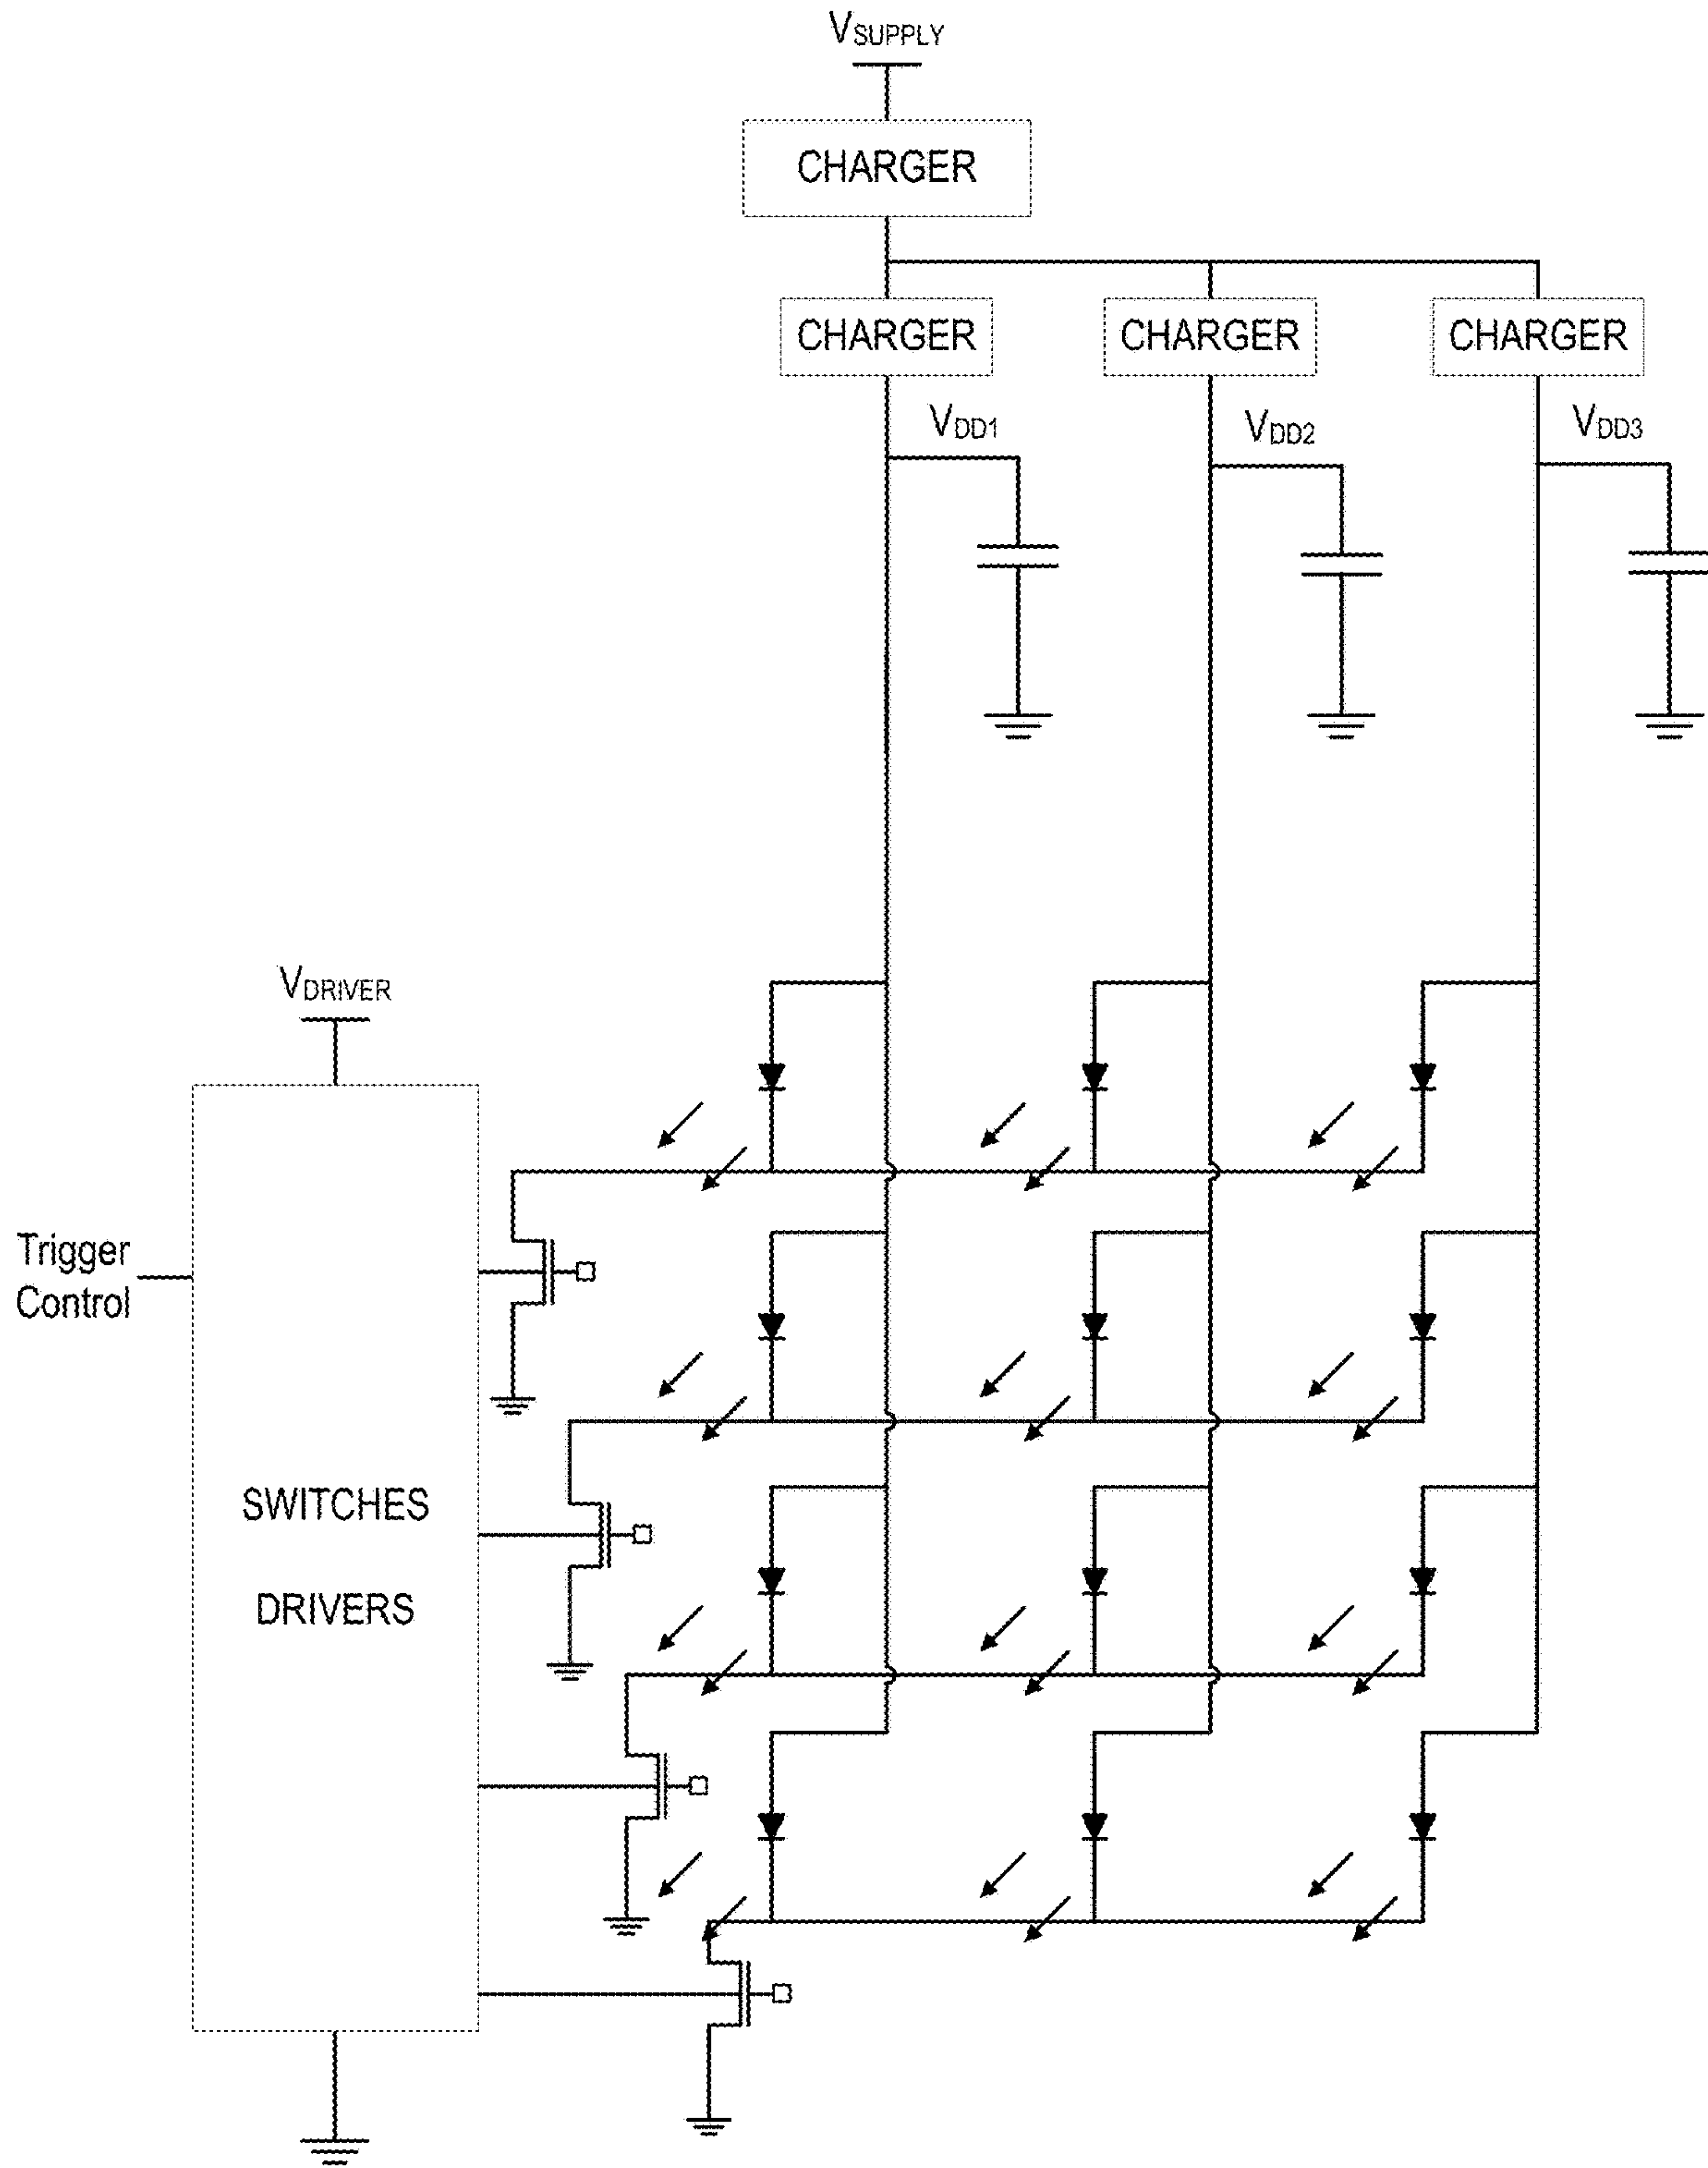 VSUPPLY
CHARGER
CHARGER CHARGER CHARGER
VDD1 VDD2 VDD3
VDRIVER
Trigger
Control
SWITCHES
DRIVERS